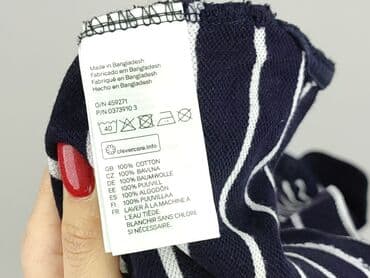 Made in Bangladesh
Fabricado em Bangladesh
Fabriqué en Bangladesh
Hecho en Bangladesh
O/N 459271
P/N 0373910 3
40
clevercare.info
GB 100% COTTON
CZ 100% BAVLNA
DE 100% BAUMWOLLE
EE 100% PUUVILL
ES 100% ALGODÓN
FI 100% PUUVILLAA
FR LAVER A MACHINE A
L'EAU TIÈDE
BLANCHIR SANS CHLORE
SI NÉCESSAIRE.